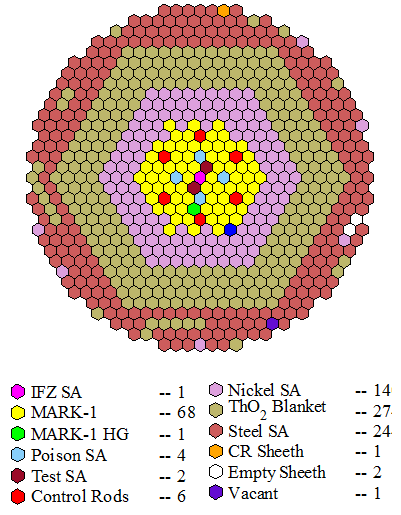 IFZ SA -- 1
MARK-1 -- 68
MARK-1 HG -- 1
Poison SA -- 4
Test SA -- 2
Control Rods -- 6
Nickel SA -- 14
ThO₂ Blanket -- 27
Steel SA -- 24
CR Sheeth -- 1
Empty Sheeth -- 2
Vacant -- 1